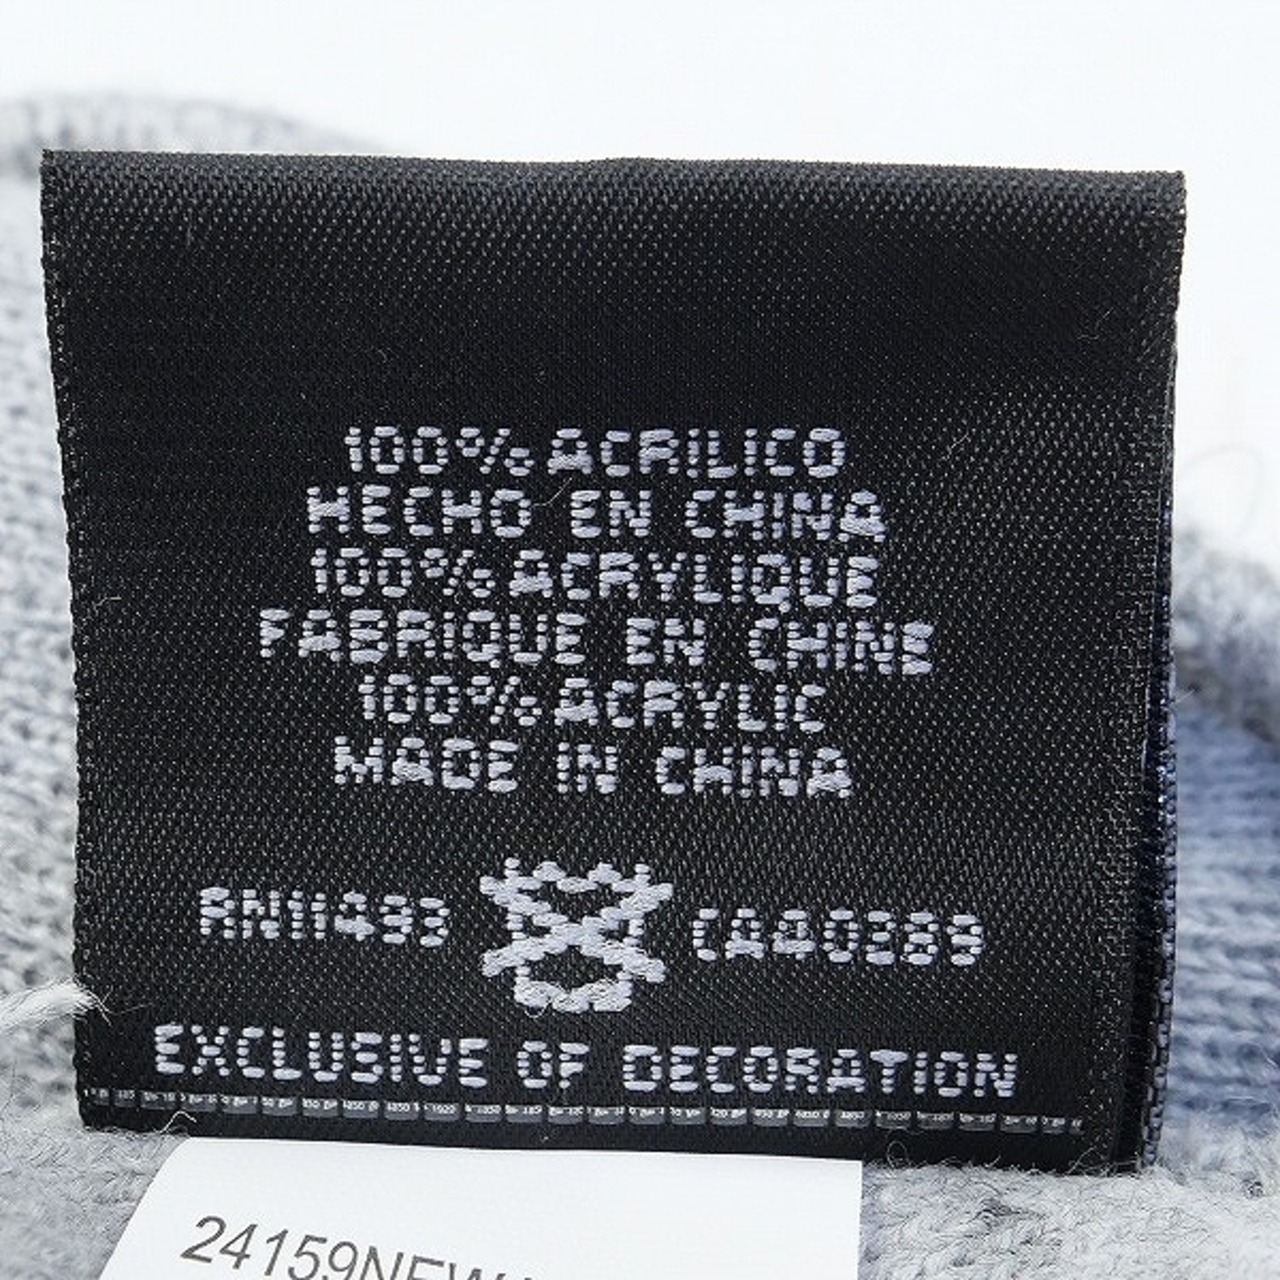 100% ACRILICO
HECHO EN CHINA
100% ACRYLIQUE
FABRIQUE EN CHINE
100% ACRYLIC
MADE IN CHINA
RN11493 CA40389
EXCLUSIVE OF DECORATION